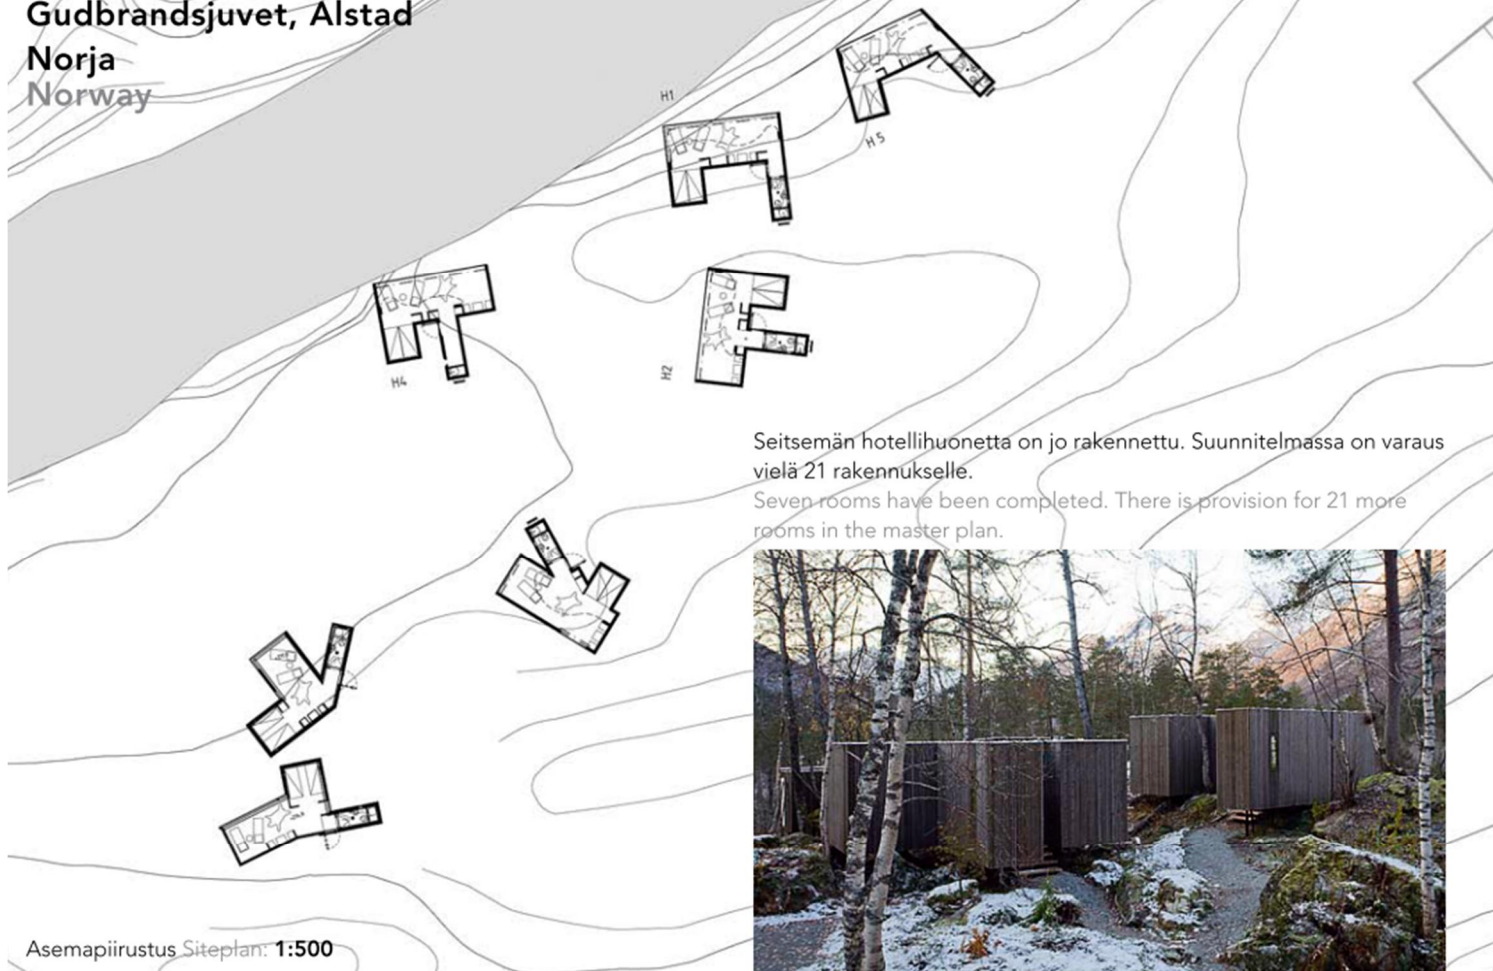 Gudbrandsjuvet, Alstad
Norja
Norway
H1
H 5
H4
H2
Seitsemän hotellihuonetta on jo rakennettu. Suunnitelmassa on varaus
vielä 21 rakennukselle.
Seven rooms have been completed. There is provision for 21 more
rooms in the master plan.
Asemapiirustus Siteplan: 1:500